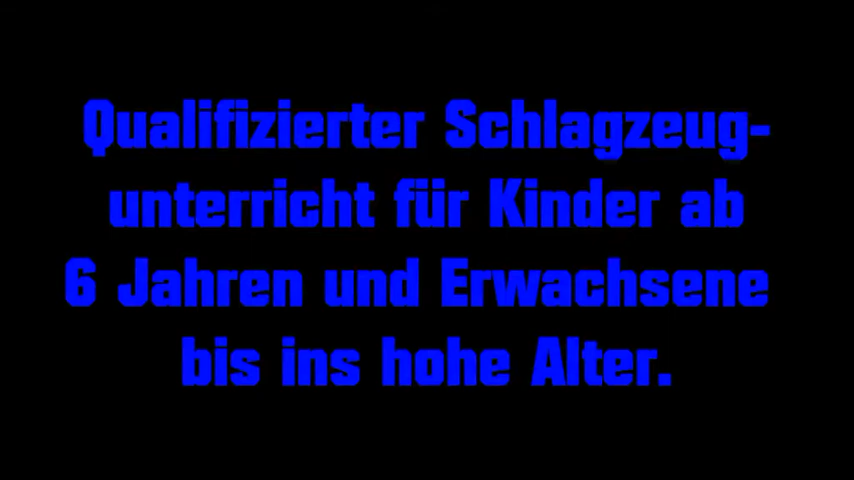 Qualifizierter Schlagzeug-
unterricht für Kinder ab
6 Jahren und Erwachsene
bis ins hohe Alter.